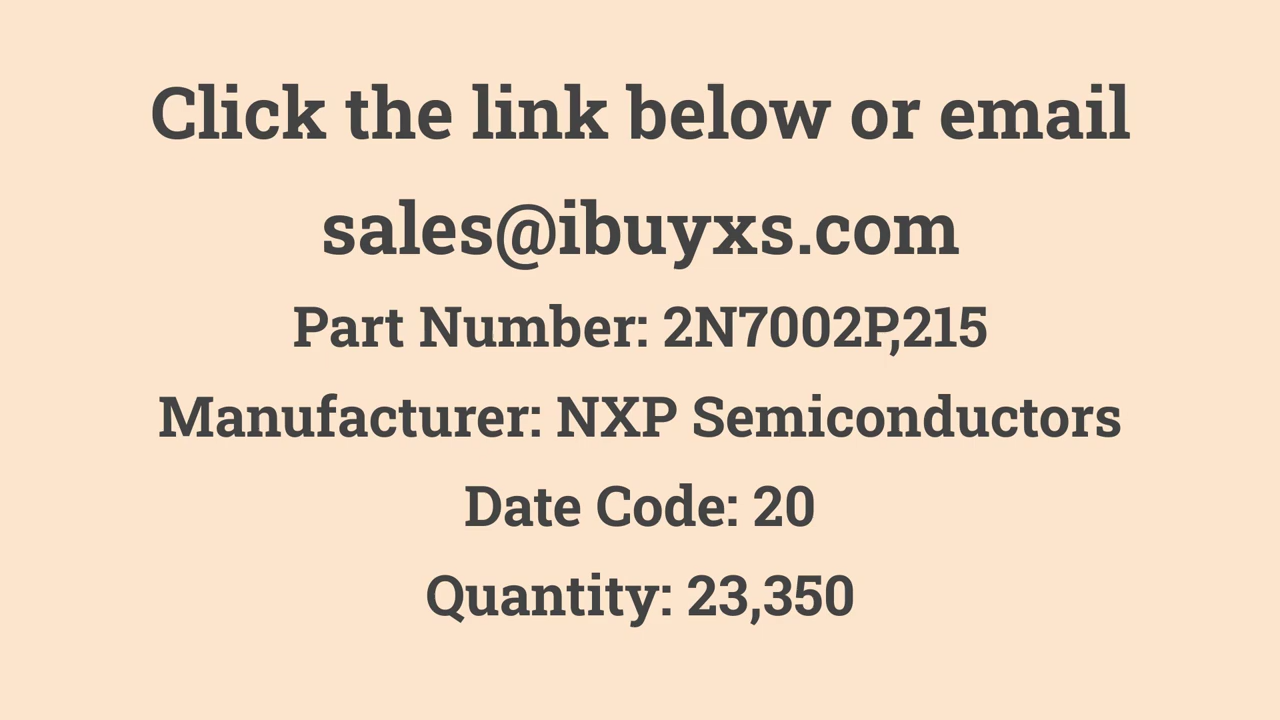 Click the link below or email
sales@ibuyxs.com
Part Number: 2N7002P,215
Manufacturer: NXP Semiconductors
Date Code: 20
Quantity: 23,350